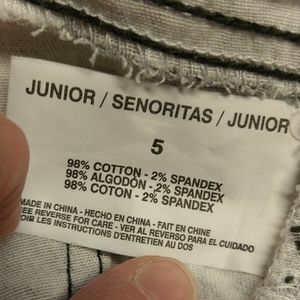 JUNIOR / SENORITAS / JUNIOR
5
98% COTTON - 2% SPANDEX
98% ALGODÓN - 2% SPANDEX
98% COTON - 2% SPANDEX
MADE IN CHINA - HECHO EN CHINA - FAIT EN CHINE
SEE REVERSE FOR CARE - VER AL REVERSO PARA EL CUIDADO
VOIR LES INSTRUCTIONS D'ENTRETIEN AU DOS